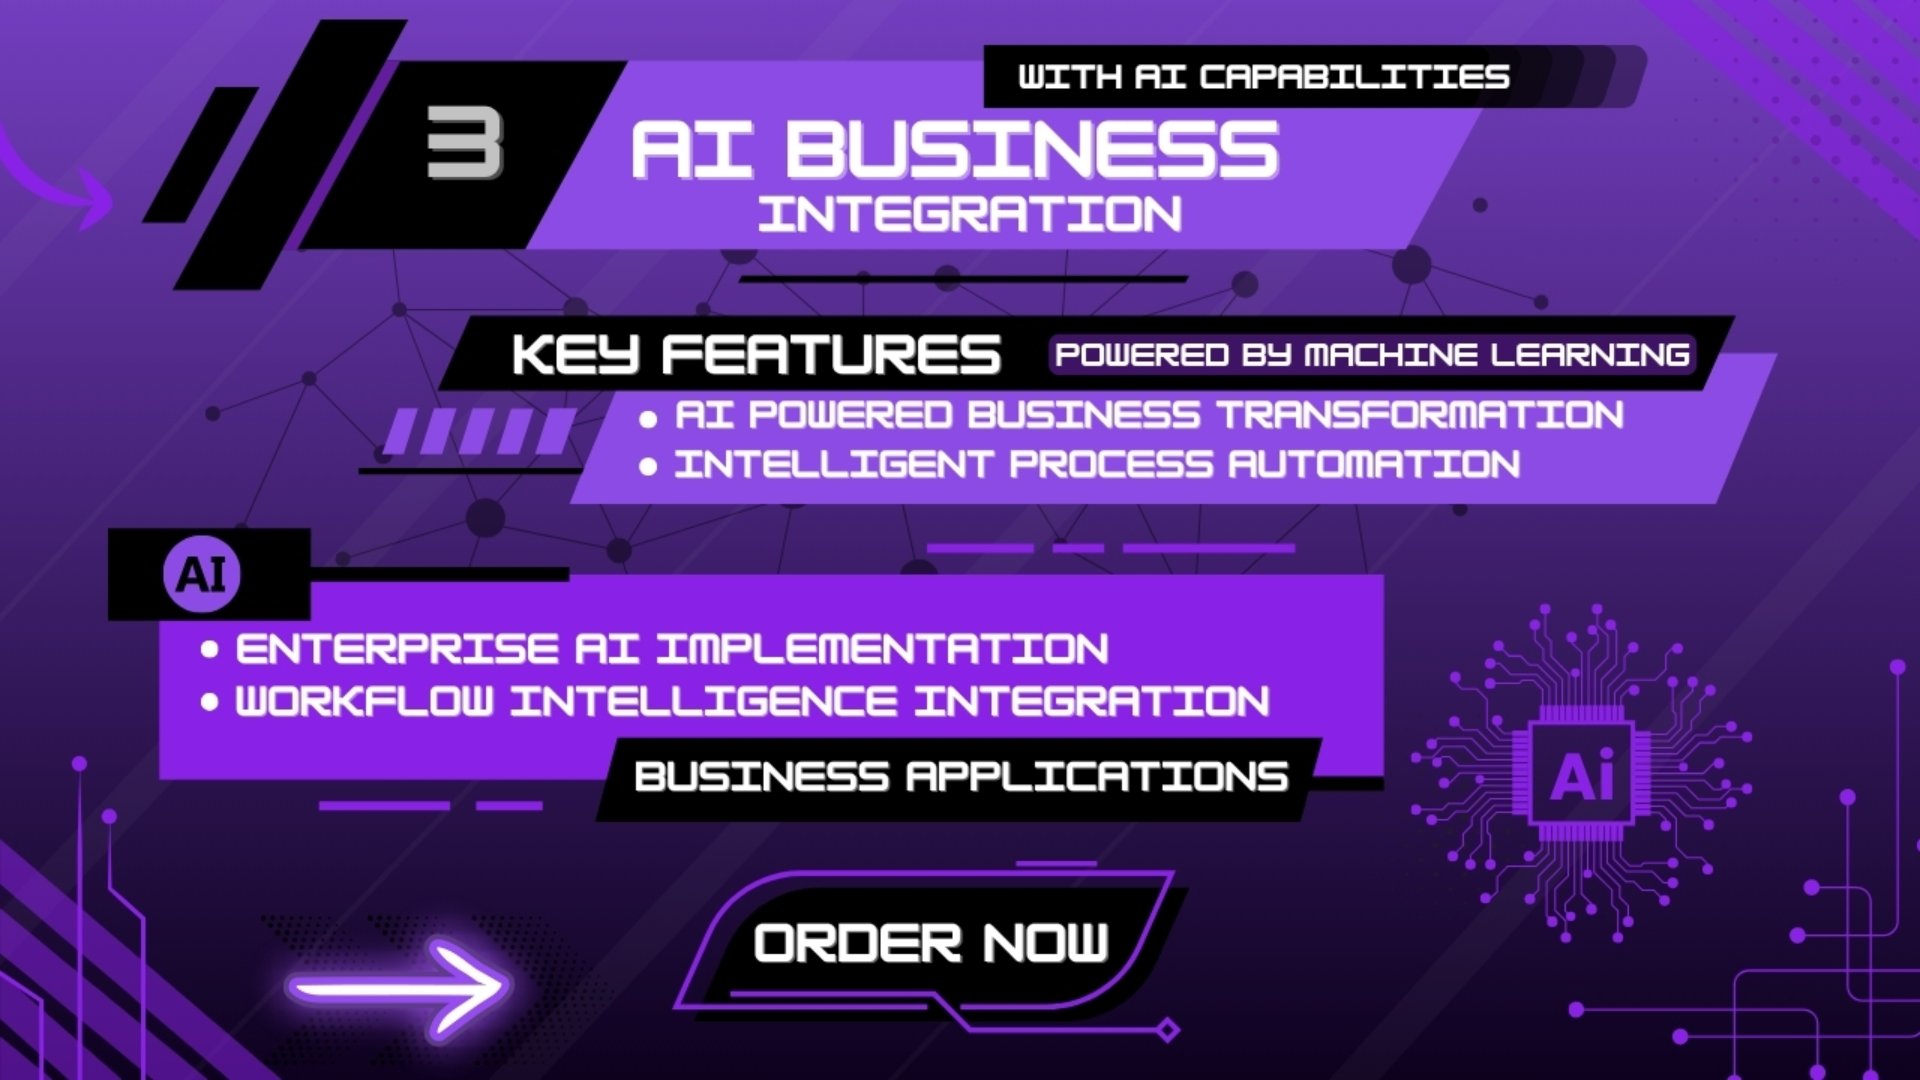 WITH AI CAPABILITIES
3
AI BUSINESS
INTEGRATION
KEY FEATURES
POWERED BY MACHINE LEARNING
• AI POWERED BUSINESS TRANSFORMATION
• INTELLIGENT PROCESS AUTOMATION
AI
• ENTERPRISE AI IMPLEMENTATION
• WORKFLOW INTELLIGENCE INTEGRATION
BUSINESS APPLICATIONS
Ai
ORDER NOW